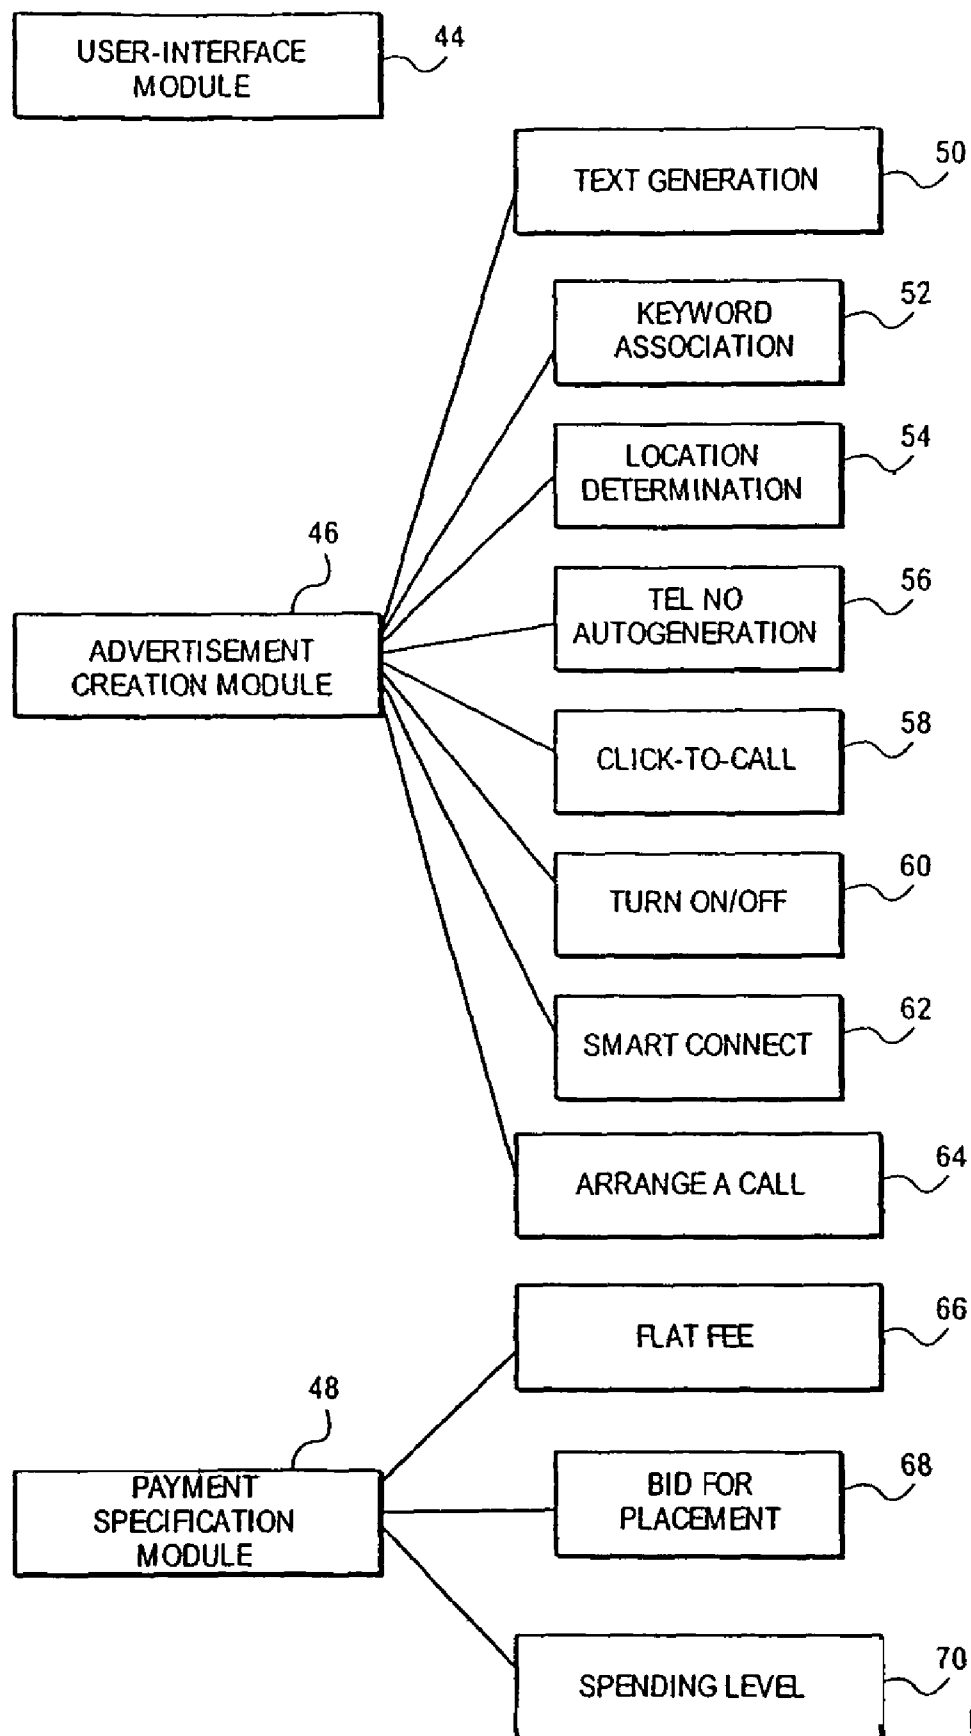 USER-INTERFACE
MODULE
44
TEXT GENERATION
50
KEYWORD
ASSOCIATION
52
LOCATION
DETERMINATION
54
46
ADVERTISEMENT
CREATION MODULE
TEL NO
AUTOGENERATION
56
CLICK-TO-CALL
58
TURN ON/OFF
60
SMART CONNECT
62
ARRANGE A CALL
64
FLAT FEE
66
48
PAYMENT
SPECIFICATION
MODULE
BID FOR
PLACEMENT
68
SPENDING LEVEL
70